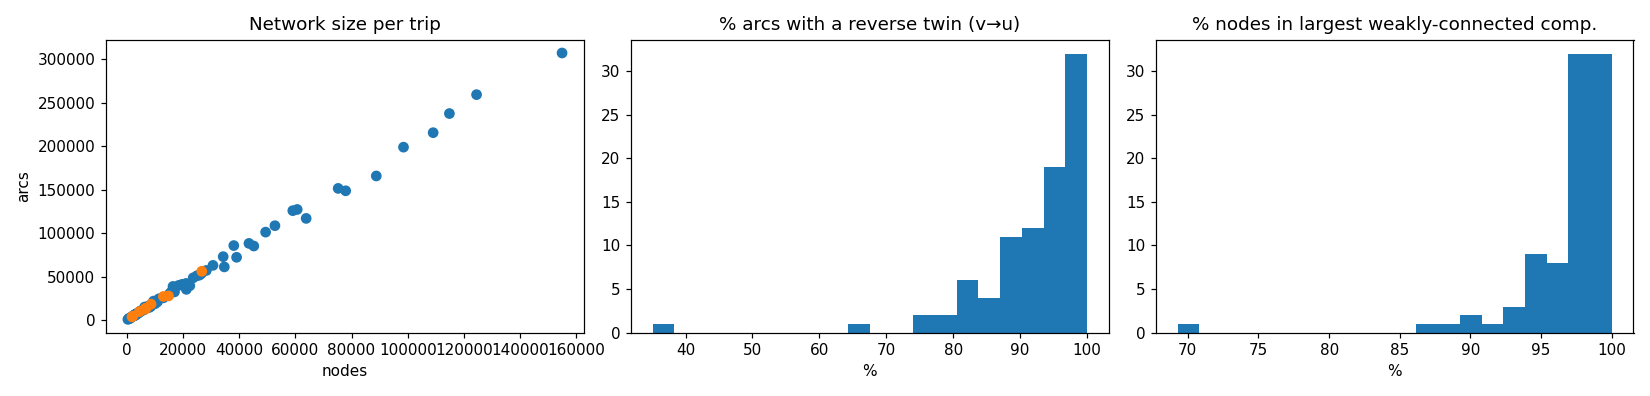 Network size per trip
% arcs with a reverse twin (v→u)
% nodes in largest weakly-connected comp.
arcs
300000
250000
200000
150000
100000
50000
0
0 20000 40000 60000 80000 100000 120000 140000 160000
nodes
30
25
20
15
10
5
0
40 50 60 70 80 90 100
%
30
25
20
15
10
5
0
70 75 80 85 90 95 100
%